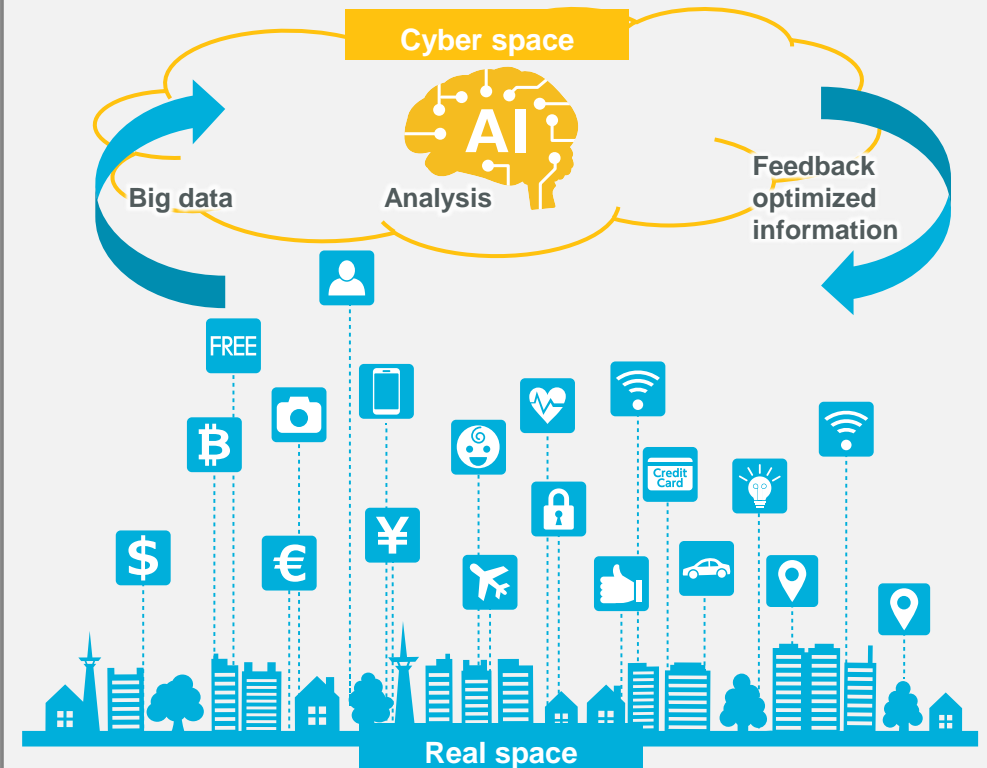 Cyber space
AI
Big data
Analysis
Feedback
optimized
information
FREE
₿
$
€
¥
Credit
Card
Real space